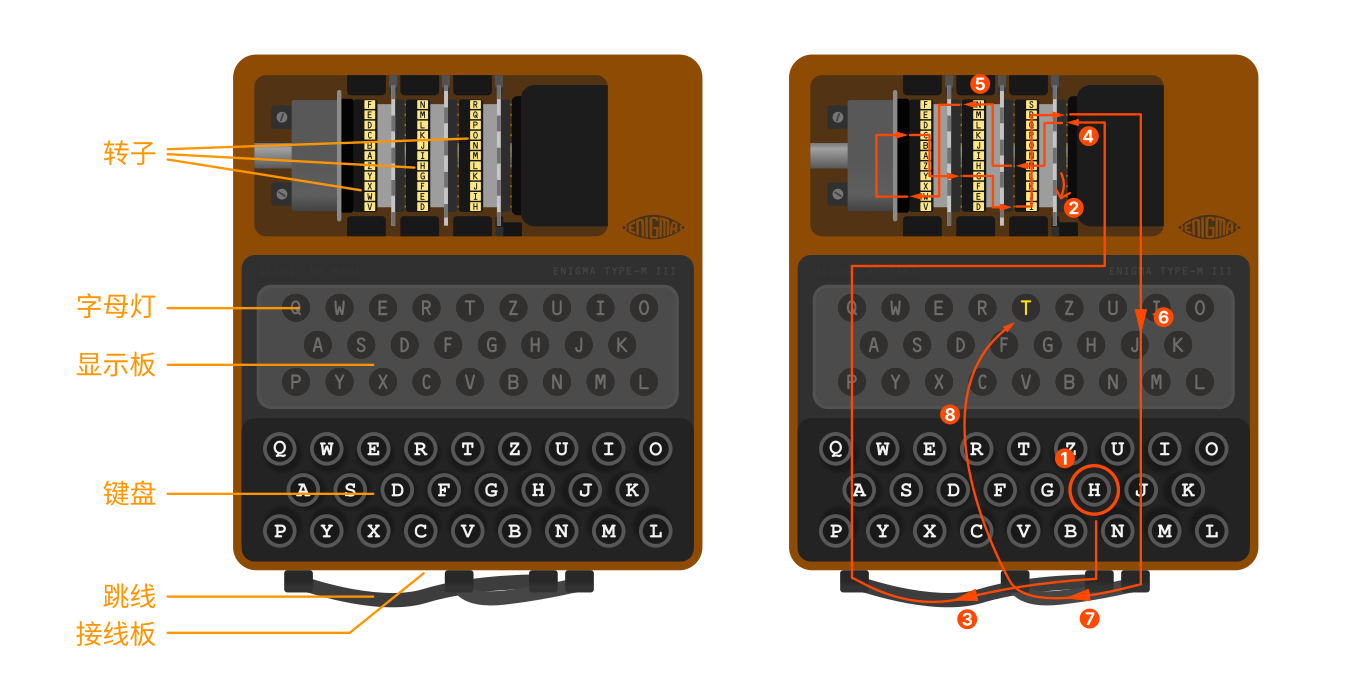 转子
字母灯
显示板
键盘
跳线
接线板
F E D C B A Z Y X W V
N M L K J I H G F E D
R Q P O N M L K J I H
ENIGMA
ENIGMA TYPE-M III
Q W E R T Z U I O
A S D F G H J K
P Y X C V B N M L
Q W E R T Z U I O
A S D F G H J K
P Y X C V B N M L
5
4
2
ENIGMA
ENIGMA TYPE-M III
Q W E R T Z U I O
6
A S D F G H J K
P Y X C V B N M L
8
Q W E R T Z U I O
1
A S D F G H J K
P Y X C V B N M L
3
7